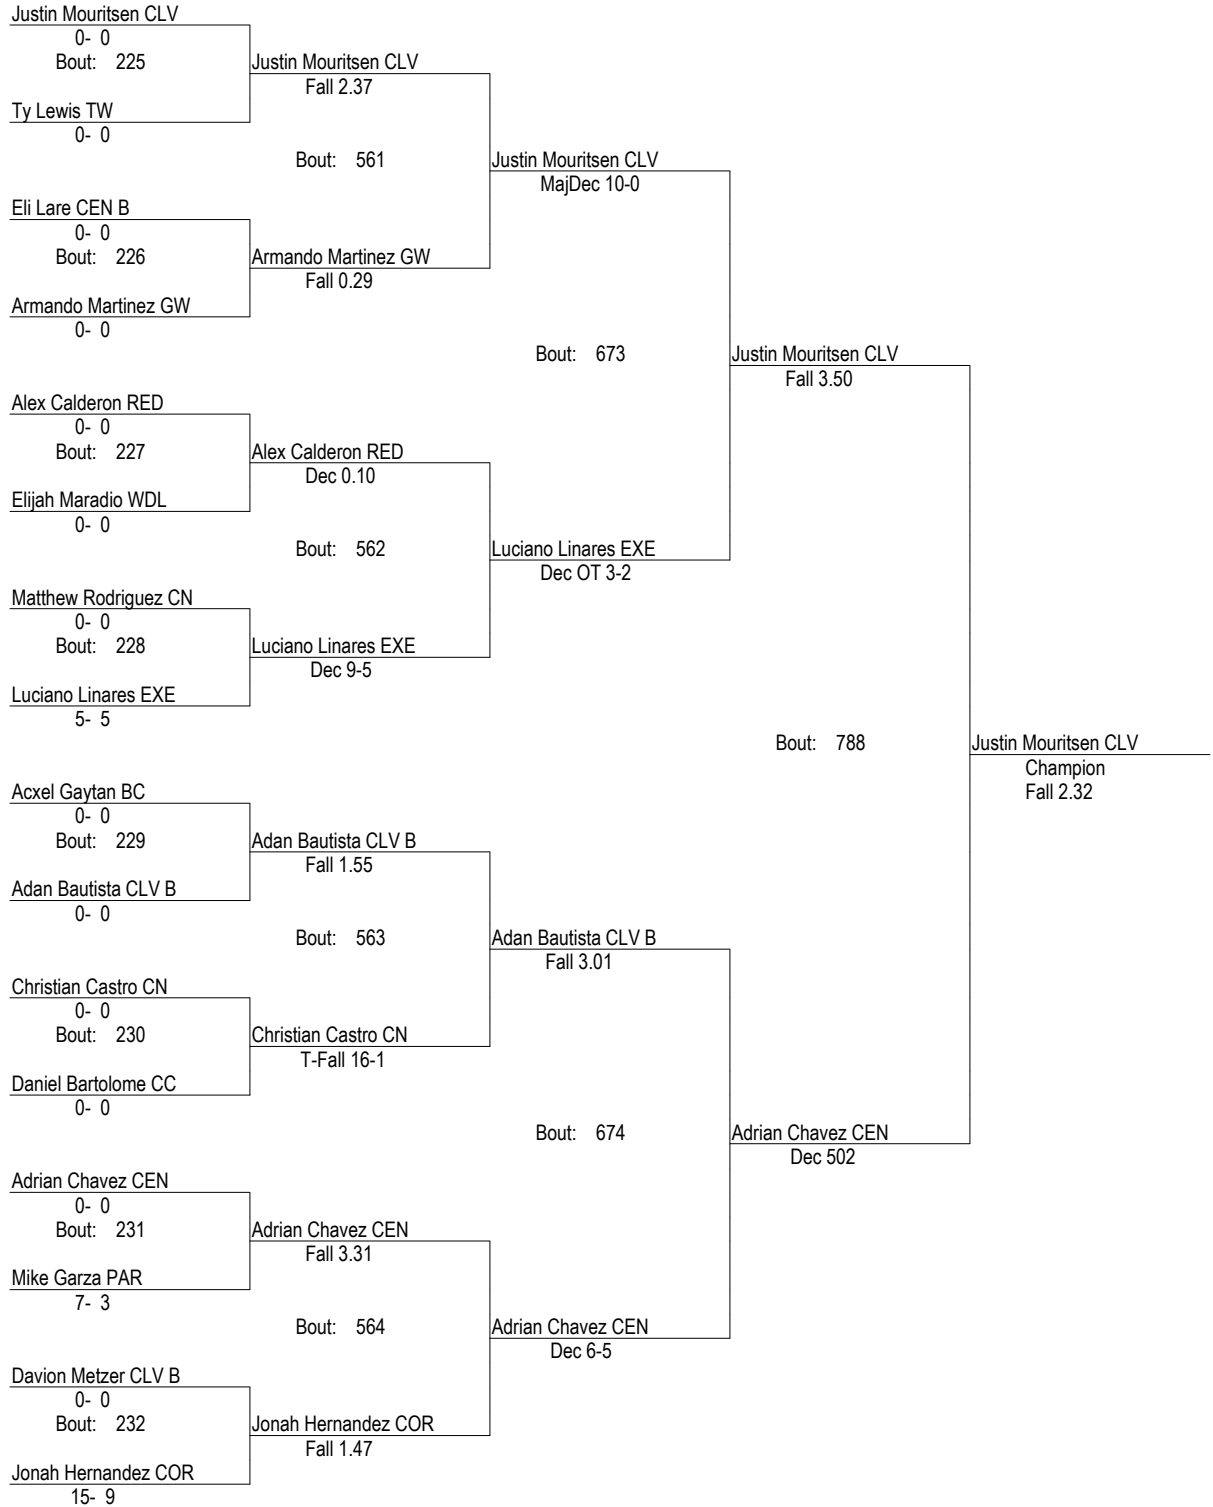 Justin Mouritsen CLV
0- 0
Bout: 225
Justin Mouritsen CLV
Fall 2.37
Ty Lewis TW
0- 0
Bout: 561
Justin Mouritsen CLV
MajDec 10-0
Eli Lare CEN B
0- 0
Bout: 226
Armando Martinez GW
Fall 0.29
Armando Martinez GW
0- 0
Bout: 673
Justin Mouritsen CLV
Fall 3.50
Alex Calderon RED
0- 0
Bout: 227
Alex Calderon RED
Dec 0.10
Elijah Maradio WDL
0- 0
Bout: 562
Luciano Linares EXE
Dec OT 3-2
Matthew Rodriguez CN
0- 0
Bout: 228
Luciano Linares EXE
Dec 9-5
Luciano Linares EXE
5- 5
Bout: 788
Justin Mouritsen CLV
Champion
Fall 2.32
Acxel Gaytan BC
0- 0
Bout: 229
Adan Bautista CLV B
Fall 1.55
Adan Bautista CLV B
0- 0
Bout: 563
Adan Bautista CLV B
Fall 3.01
Christian Castro CN
0- 0
Bout: 230
Christian Castro CN
T-Fall 16-1
Daniel Bartolome CC
0- 0
Bout: 674
Adrian Chavez CEN
Dec 502
Adrian Chavez CEN
0- 0
Bout: 231
Adrian Chavez CEN
Fall 3.31
Mike Garza PAR
7- 3
Bout: 564
Adrian Chavez CEN
Dec 6-5
Davion Metzer CLV B
0- 0
Bout: 232
Jonah Hernandez COR
Fall 1.47
Jonah Hernandez COR
15- 9